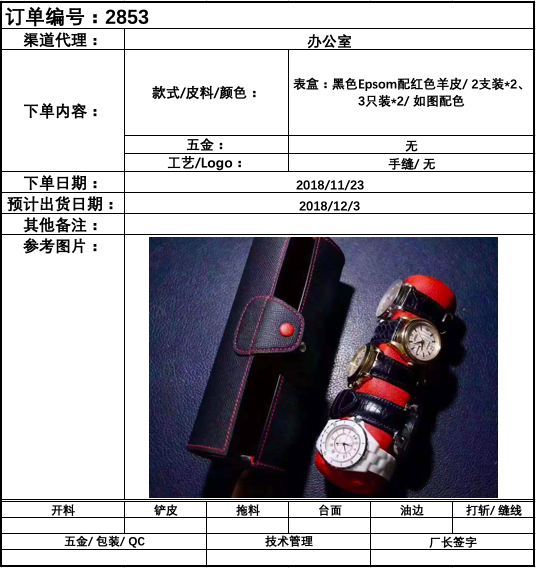 订单编号：2853
渠道代理：
办公室
下单内容：
款式/皮料/颜色：
表盒：黑色Epsom配红色羊皮/ 2支装*2、
3只装*2/ 如图配色
五金：
无
工艺/Logo：
手缝/ 无
下单日期：
2018/11/23
预计出货日期：
2018/12/3
其他备注：
参考图片：
开料
铲皮
拖料
台面
油边
打斩/ 缝线
五金/ 包装/ QC
技术管理
厂长签字